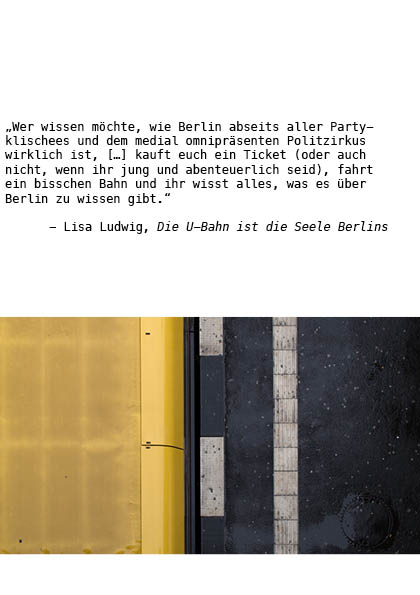 „Wer wissen möchte, wie Berlin abseits aller Party–
klischees und dem medial omnipräsenten Politzirkus
wirklich ist, […] kauft euch ein Ticket (oder auch
nicht, wenn ihr jung und abenteuerlich seid), fahrt
ein bisschen Bahn und ihr wisst alles, was es über
Berlin zu wissen gibt.“
– Lisa Ludwig, Die U–Bahn ist die Seele Berlins